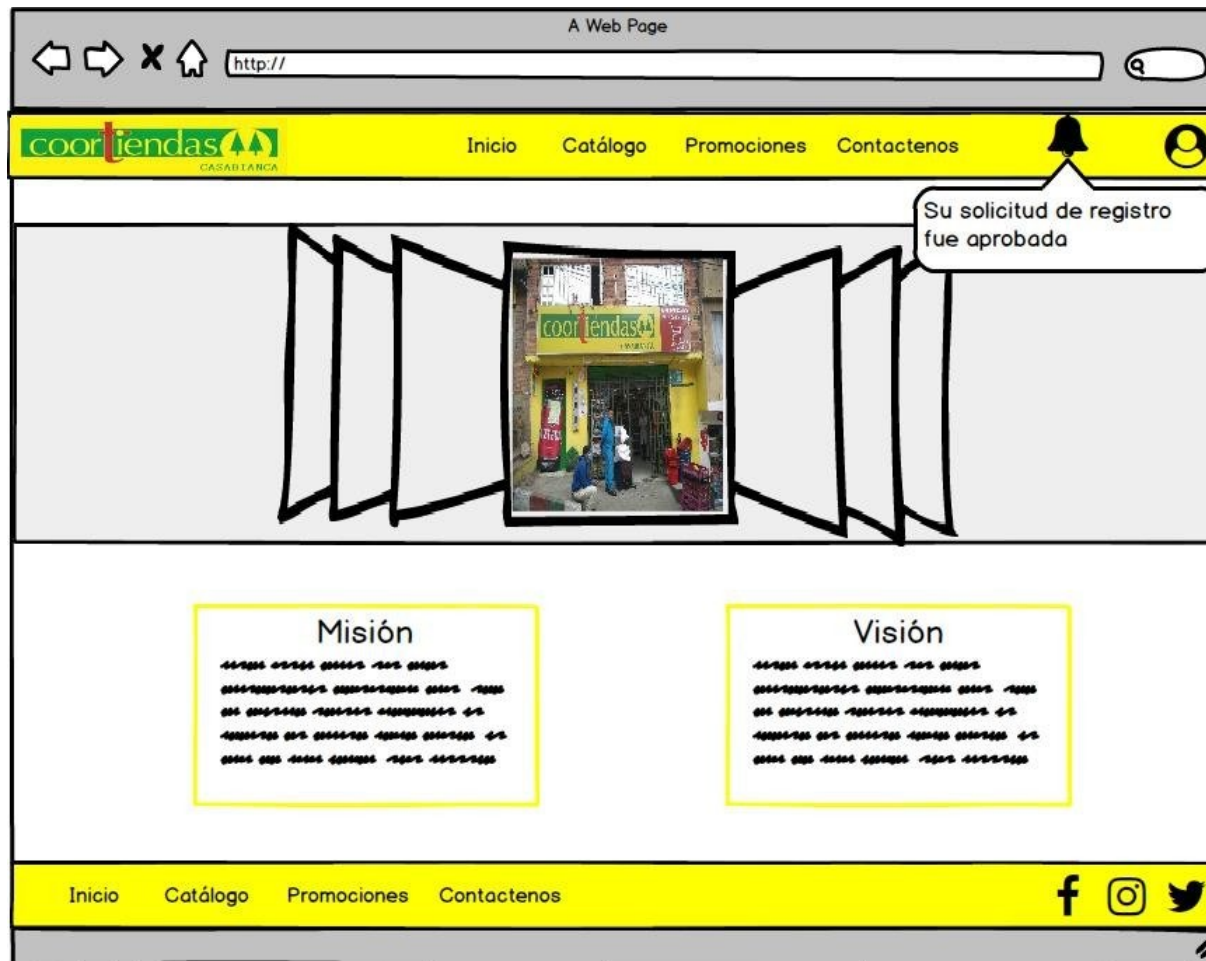 A Web Page
http://
coortiendas
CASABLANCA
Inicio Catálogo Promociones Contactenos
Su solicitud de registro
fue aprobada
coortiendas
Misión
Visión
Inicio Catálogo Promociones Contactenos